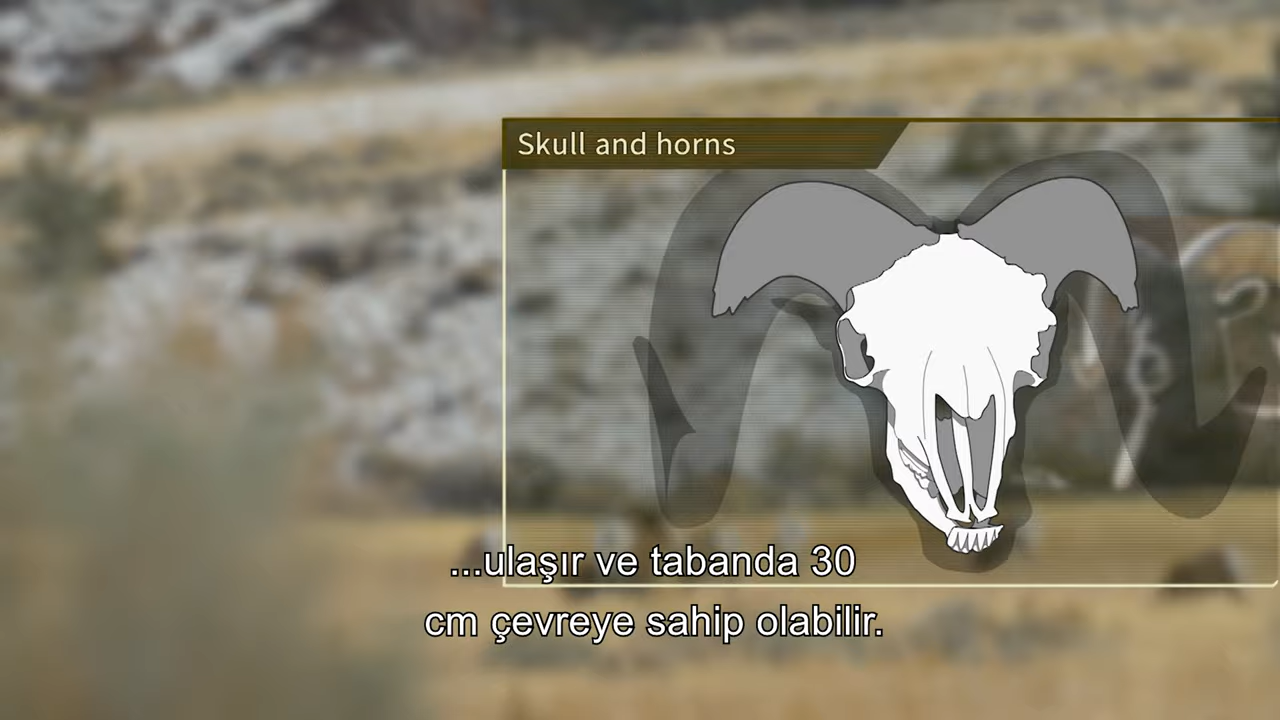 Skull and horns
...ulaşır ve tabanda 30
cm çevreye sahip olabilir.